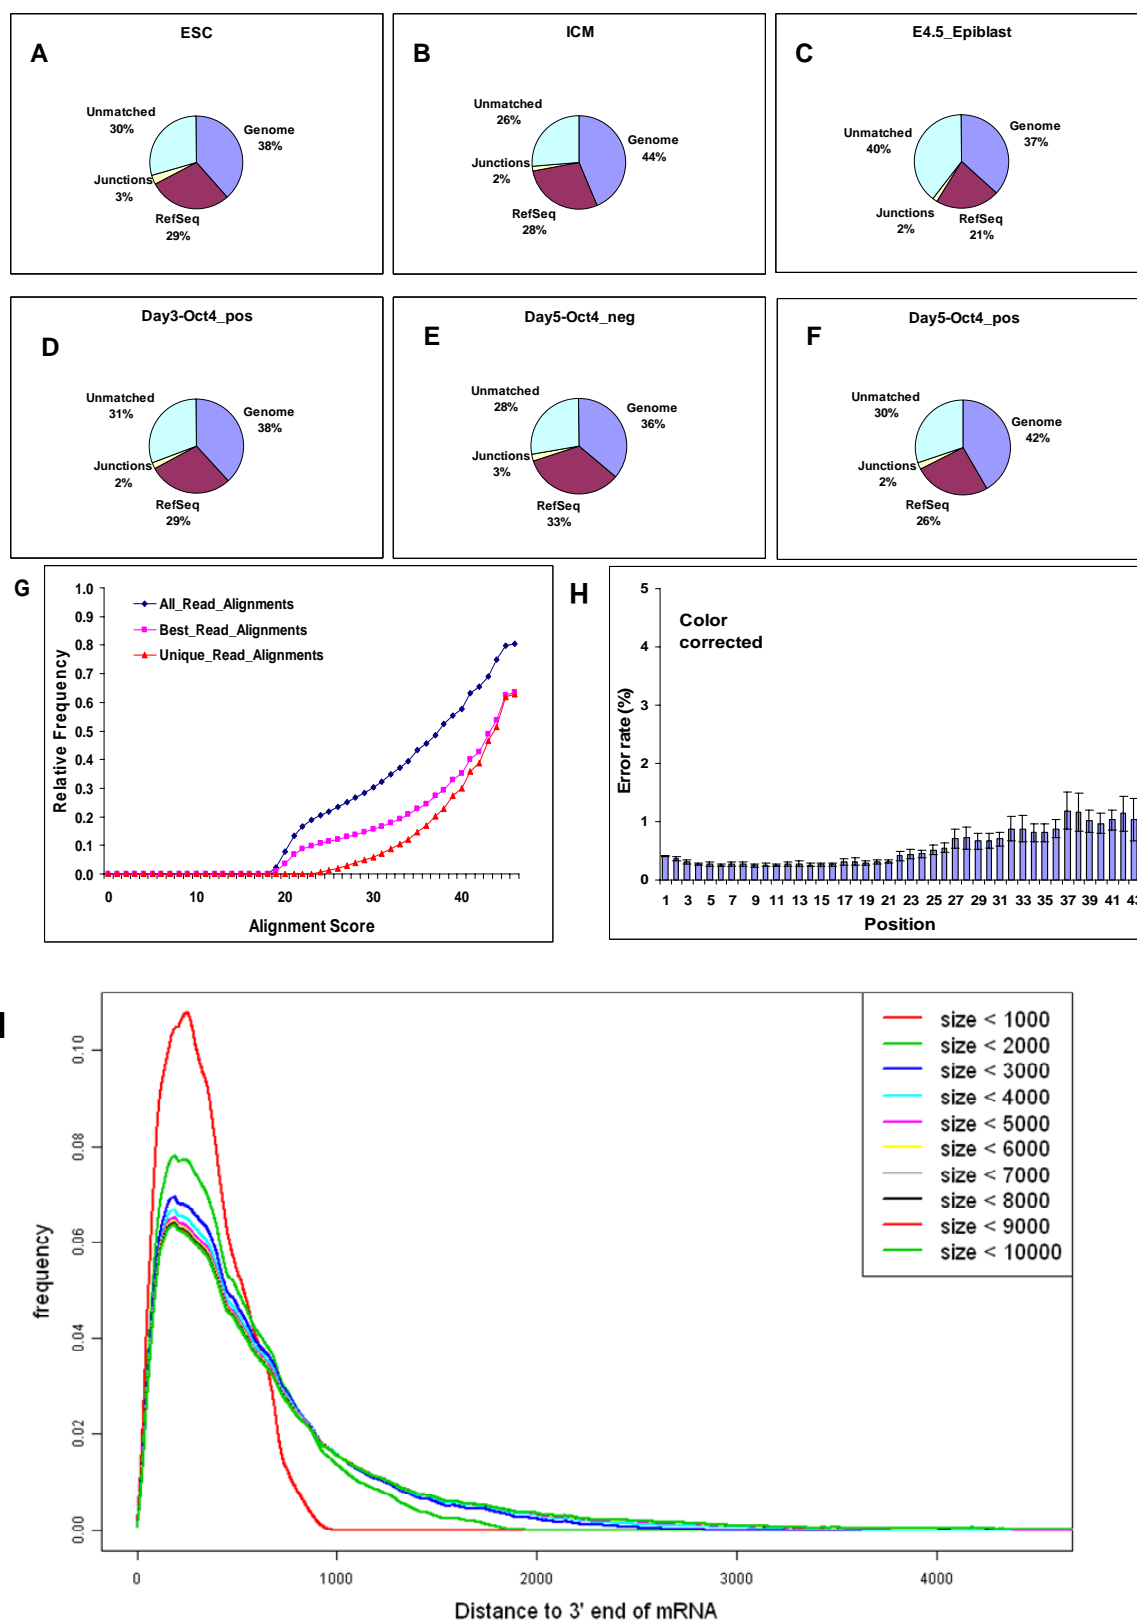 ESC
A
Unmatched
30%
Genome
38%
Junctions
3%
RefSeq
29%
ICM
B
Unmatched
26%
Genome
44%
Junctions
2%
RefSeq
28%
E4.5_Epiblast
C
Unmatched
40%
Genome
37%
Junctions
2%
RefSeq
21%
Day3-Oct4_pos
D
Unmatched
31%
Genome
38%
Junctions
2%
RefSeq
29%
Day5-Oct4_neg
E
Unmatched
28%
Genome
36%
Junctions
3%
RefSeq
33%
Day5-Oct4_pos
F
Unmatched
30%
Genome
42%
Junctions
2%
RefSeq
26%
G
1.0
0.9
0.8
0.7
0.6
0.5
0.4
0.3
0.2
0.1
0.0
Relative Frequency
All_Read_Alignments
Best_Read_Alignments
Unique_Read_Alignments
0 10 20 30 40
Alignment Score
H
5
4
3
2
1
0
Error rate (%)
Color
corrected
1 3 5 7 9 11 13 15 17 19 21 23 25 27 29 31 33 35 37 39 41 43
Position
I
0.10
0.08
0.06
0.04
0.02
0.00
frequency
size < 1000
size < 2000
size < 3000
size < 4000
size < 5000
size < 6000
size < 7000
size < 8000
size < 9000
size < 10000
0 1000 2000 3000 4000
Distance to 3' end of mRNA